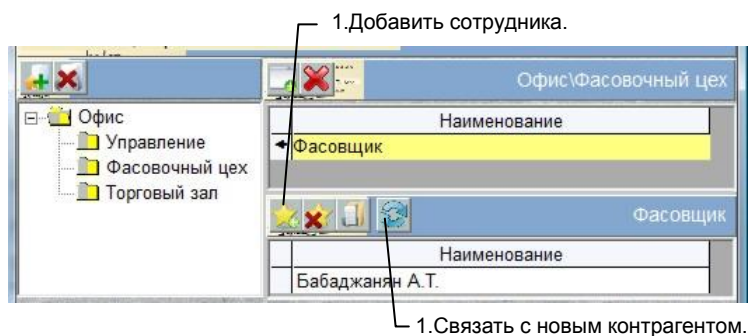 1.Добавить сотрудника.
Офис\Фасовочный цех
Офис
Управление
Фасовочный цех
Торговый зал
Наименование
Фасовщик
Фасовщик
Наименование
Бабаджанян А.Т.
1.Связать с новым контрагентом.